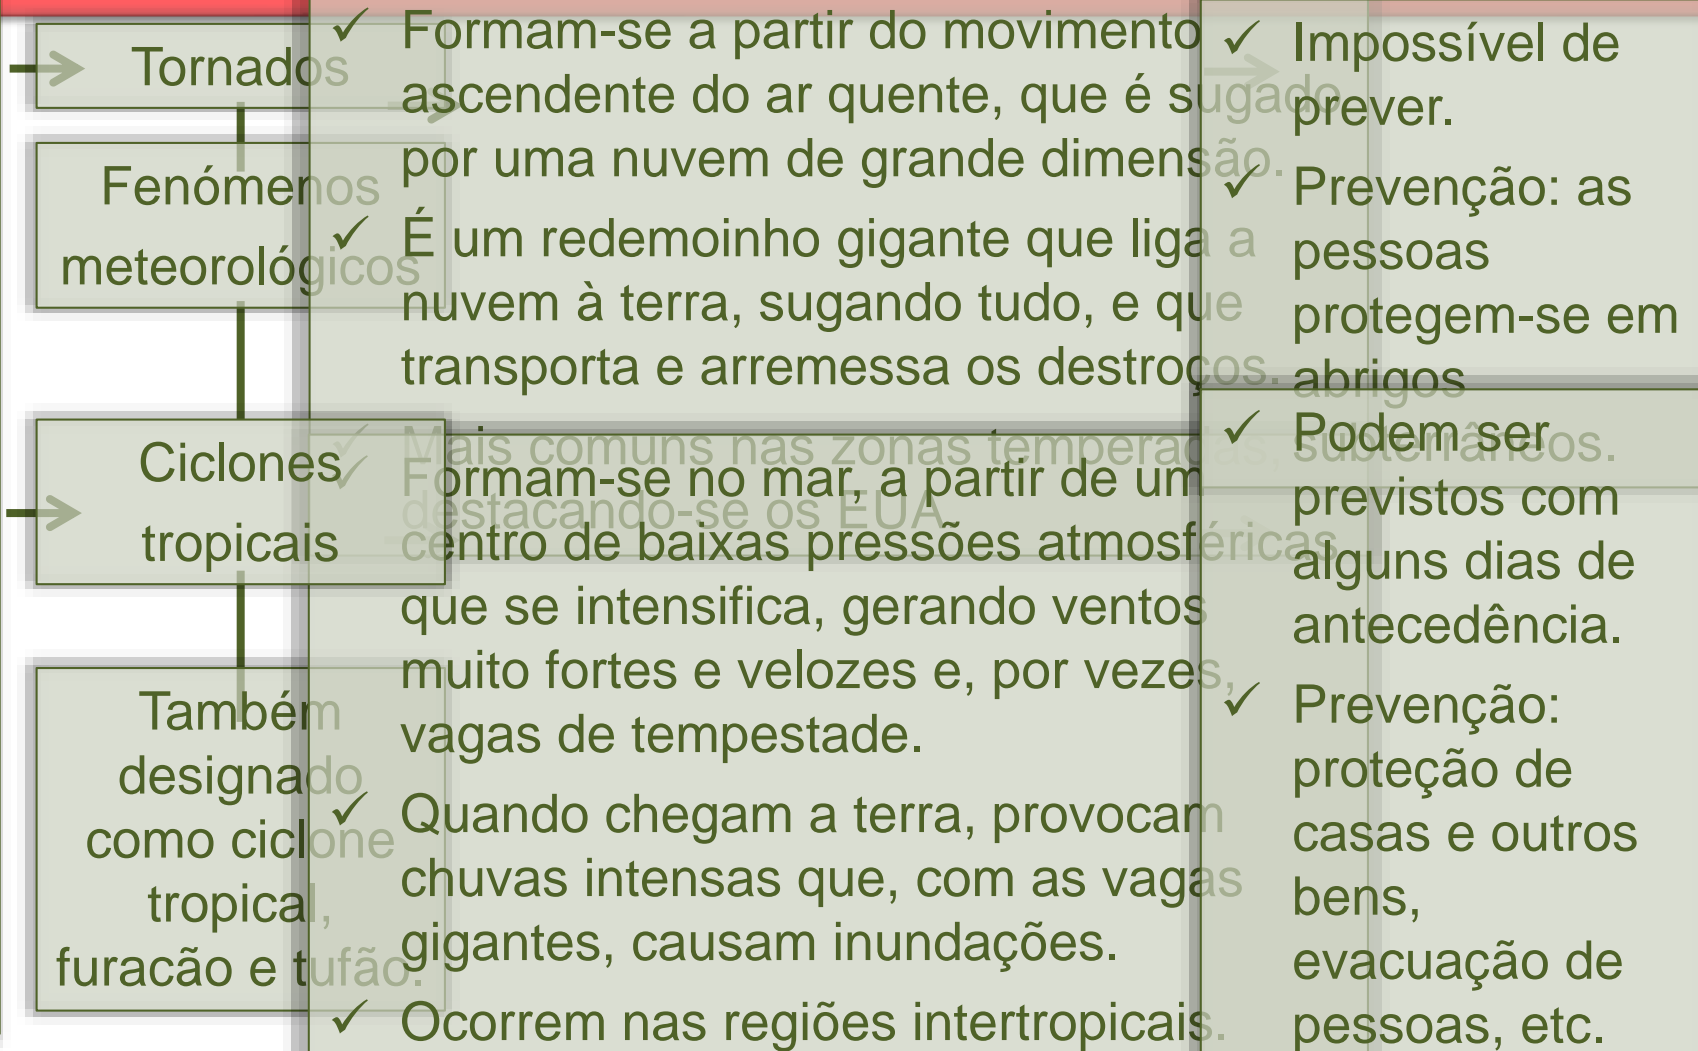 Tornados
Fenómenos
meteorológicos
Ciclones
tropicais
Também
designado
como ciclone
tropical,
furacão e tufão.
Formam-se a partir do movimento
ascendente do ar quente, que é sugado
por uma nuvem de grande dimensão.
É um redemoinho gigante que liga a
nuvem à terra, sugando tudo, e que
transporta e arremessa os destroços.
Mais comuns nas zonas temperadas,
destacando-se os EUA
Formam-se no mar, a partir de um
centro de baixas pressões atmosféricas
que se intensifica, gerando ventos
muito fortes e velozes e, por vezes,
vagas de tempestade.
Quando chegam a terra, provocam
chuvas intensas que, com as vagas
gigantes, causam inundações.
Ocorrem nas regiões intertropicais.
Impossível de
prever.
Prevenção: as
pessoas
protegem-se em
abrigos
subterrâneos.
Podem ser
previstos com
alguns dias de
antecedência.
Prevenção:
proteção de
casas e outros
bens,
evacuação de
pessoas, etc.